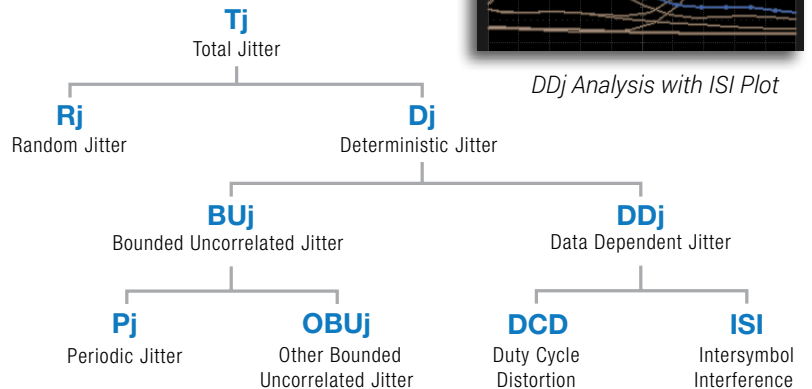 Tj
Total Jitter
DDj Analysis with ISI Plot
Rj
Random Jitter
Dj
Deterministic Jitter
BUj
Bounded Uncorrelated Jitter
DDj
Data Dependent Jitter
Pj
Periodic Jitter
OBUj
Other Bounded
Uncorrelated Jitter
DCD
Duty Cycle
Distortion
ISI
Intersymbol
Interference